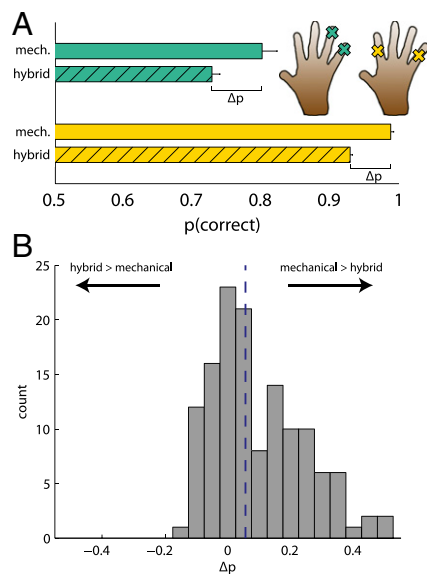 A
mech.
hybrid
Δp
mech.
hybrid
Δp
0.5 0.6 0.7 0.8 0.9 1
p(correct)
B
hybrid > mechanical mechanical > hybrid
25
20
15
10
5
0
count
−0.4 −0.2 0 0.2 0.4
Δp